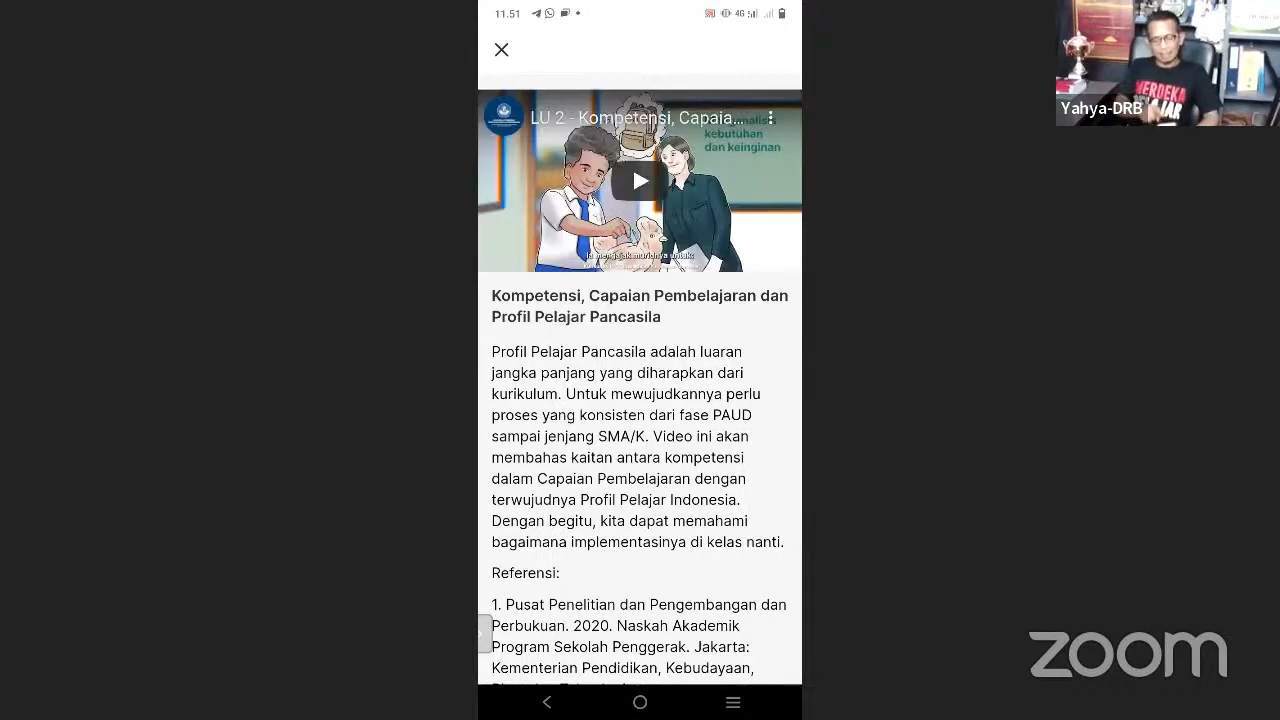 11.51
4G
Yahya-DRB
LU 2 - Kompetensi, Capaia...
kebutuhan
dan keinginan
Ia mengajak muridnya untuk:
Kompetensi, Capaian Pembelajaran dan
Profil Pelajar Pancasila
Profil Pelajar Pancasila adalah luaran
jangka panjang yang diharapkan dari
kurikulum. Untuk mewujudkannya perlu
proses yang konsisten dari fase PAUD
sampai jenjang SMA/K. Video ini akan
membahas kaitan antara kompetensi
dalam Capaian Pembelajaran dengan
terwujudnya Profil Pelajar Indonesia.
Dengan begitu, kita dapat memahami
bagaimana implementasinya di kelas nanti.
Referensi:
1. Pusat Penelitian dan Pengembangan dan
Perbukuan. 2020. Naskah Akademik
Program Sekolah Penggerak. Jakarta:
Kementerian Pendidikan, Kebudayaan,
MERDEKA
zoom